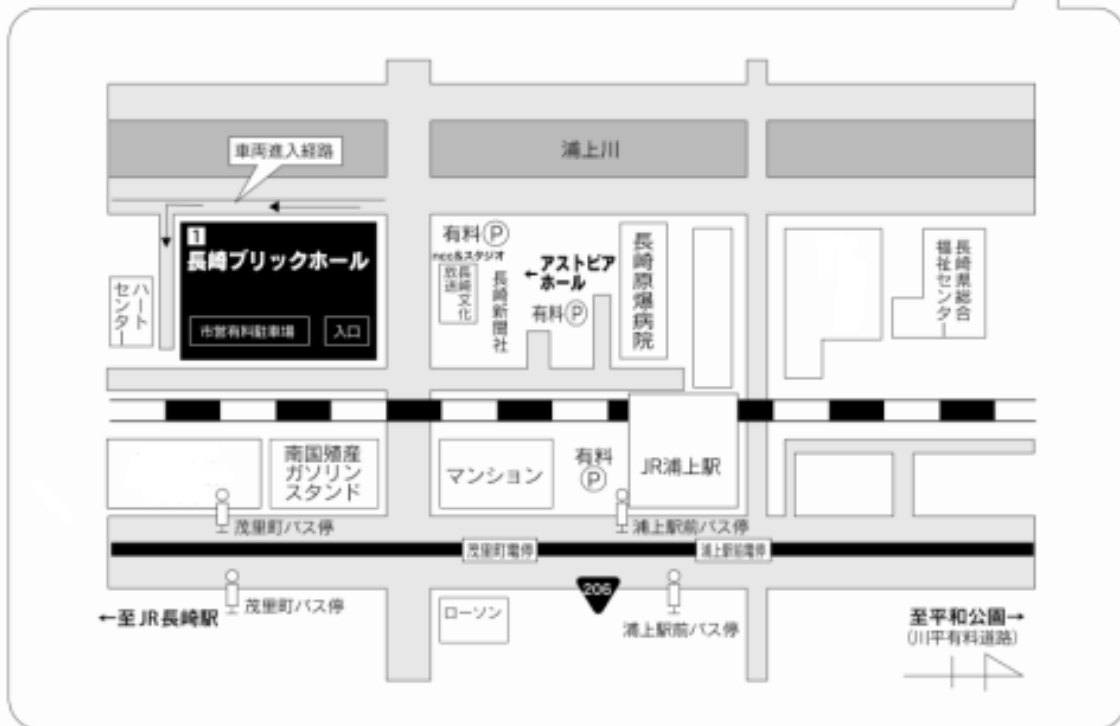 車両進入経路
浦上川
1
長崎ブリックホール
市営有料駐車場
入口
ハート
センター
有料 P
ncc&スタジオ
長崎文化
放送
長崎新聞社
←アストピア
ホール
有料 P
長崎原爆病院
長崎県総合
福祉センター
南国殖産
ガソリン
スタンド
マンション
有料
P
JR浦上駅
茂里町バス停
浦上駅前バス停
茂里町電停
浦上駅前電停
206
茂里町バス停
ローソン
浦上駅前バス停
←至JR長崎駅
至平和公園→
(川平有料道路)